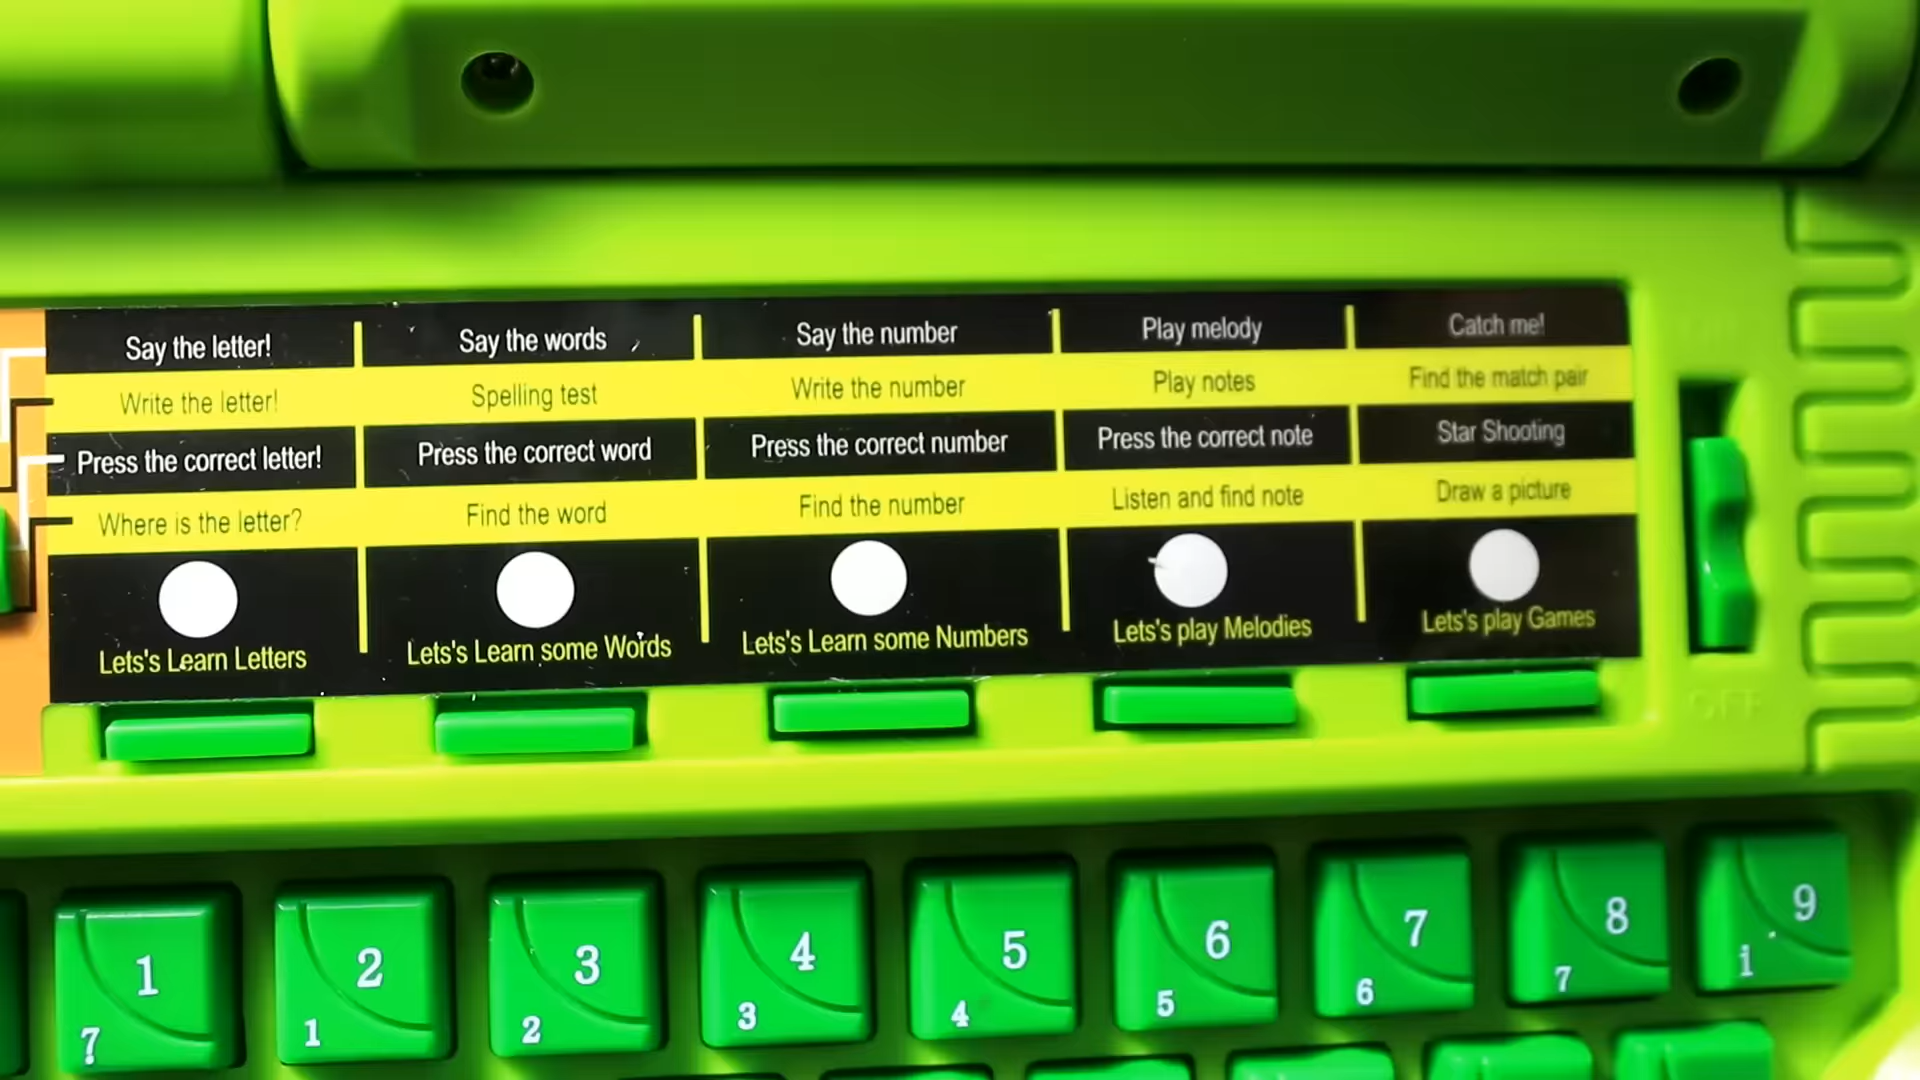 Say the letter! Say the words Say the number Play melody Catch me!
Write the letter! Spelling test Write the number Play notes Find the match pair
Press the correct letter! Press the correct word Press the correct number Press the correct note Star Shooting
Where is the letter? Find the word Find the number Listen and find note Draw a picture
Lets's Learn Letters Lets's Learn some Words Lets's Learn some Numbers Lets's play Melodies Lets's play Games
OFF
1 2 3 4 5 6 7 8 9
7 1 2 3 4 5 6 7 i